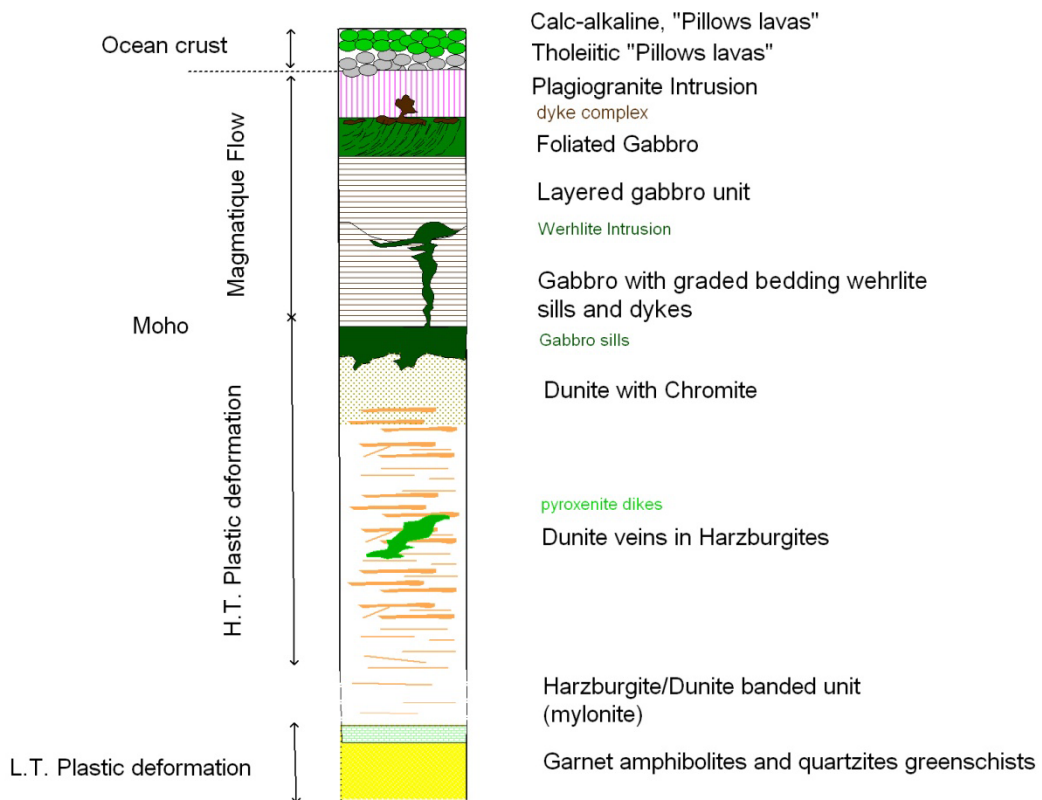 Calc-alkaline, "Pillows lavas"
Ocean crust
Tholeiitic "Pillows lavas"
Plagiogranite Intrusion
dyke complex
Foliated Gabbro
Magmatique Flow
Layered gabbro unit
Werhlite Intrusion
Gabbro with graded bedding wehrlite
sills and dykes
Moho
Gabbro sills
Dunite with Chromite
H.T. Plastic deformation
pyroxenite dikes
Dunite veins in Harzburgites
Harzburgite/Dunite banded unit
(mylonite)
L.T. Plastic deformation
Garnet amphibolites and quartzites greenschists